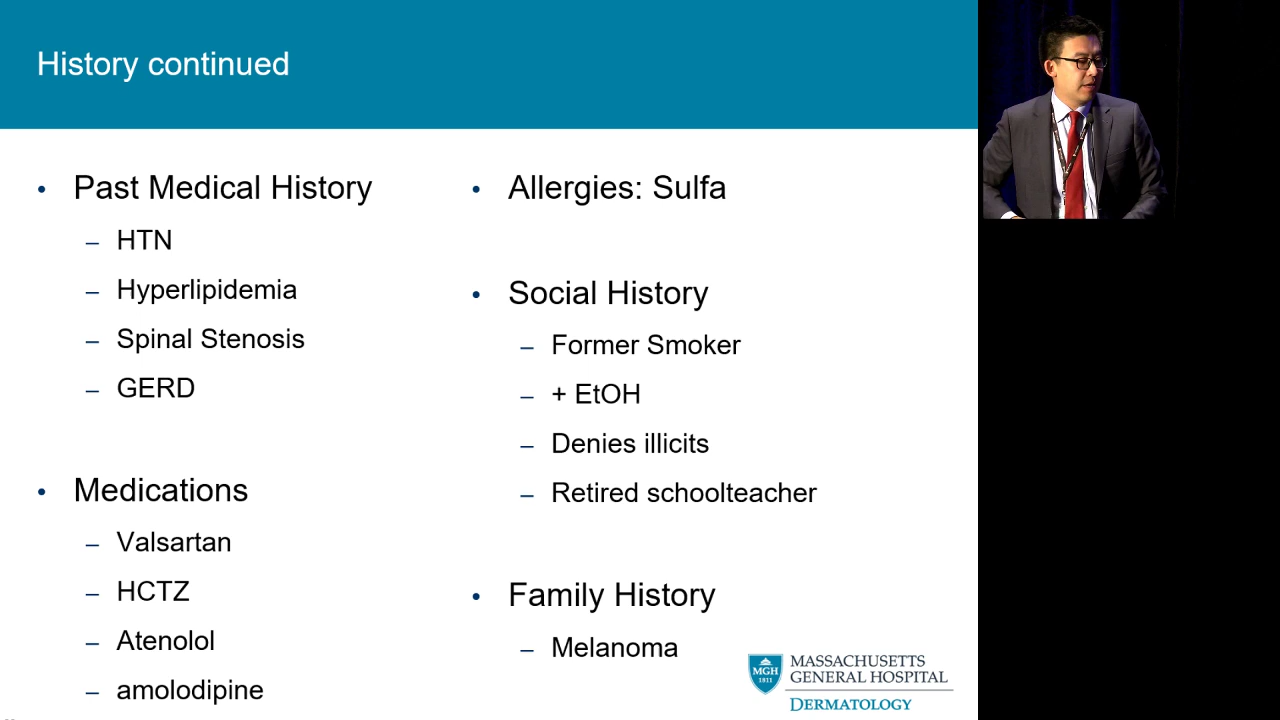 History continued
• Past Medical History
– HTN
– Hyperlipidemia
– Spinal Stenosis
– GERD
• Medications
– Valsartan
– HCTZ
– Atenolol
– amolodipine
• Allergies: Sulfa
• Social History
– Former Smoker
– + EtOH
– Denies illicits
– Retired schoolteacher
• Family History
– Melanoma
MGH
1811
MASSACHUSETTS
GENERAL HOSPITAL
DERMATOLOGY